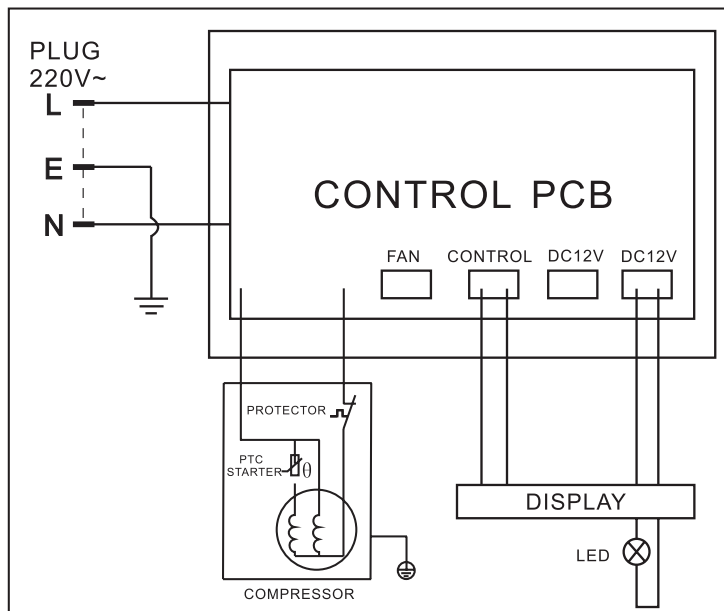 PLUG
220V~
L
E
N
CONTROL PCB
FAN CONTROL DC12V DC12V
PROTECTOR
PTC
STARTER
θ
COMPRESSOR
DISPLAY
LED